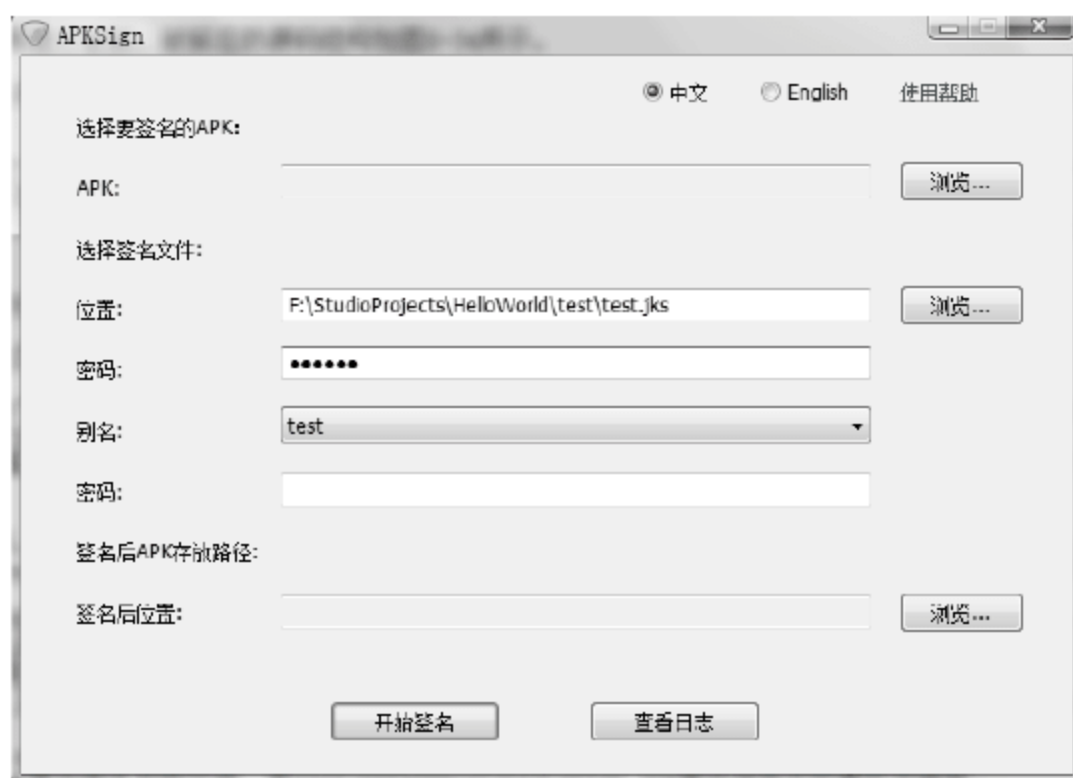 APKSign
中文 English 使用帮助
选择要签名的APK:
APK: 浏览...
选择签名文件:
位置: F:\StudioProjects\HelloWorld\test\test.jks 浏览...
密码: ●●●●●●
别名: test
密码:
签名后APK存放路径:
签名后位置: 浏览...
开始签名 查看日志